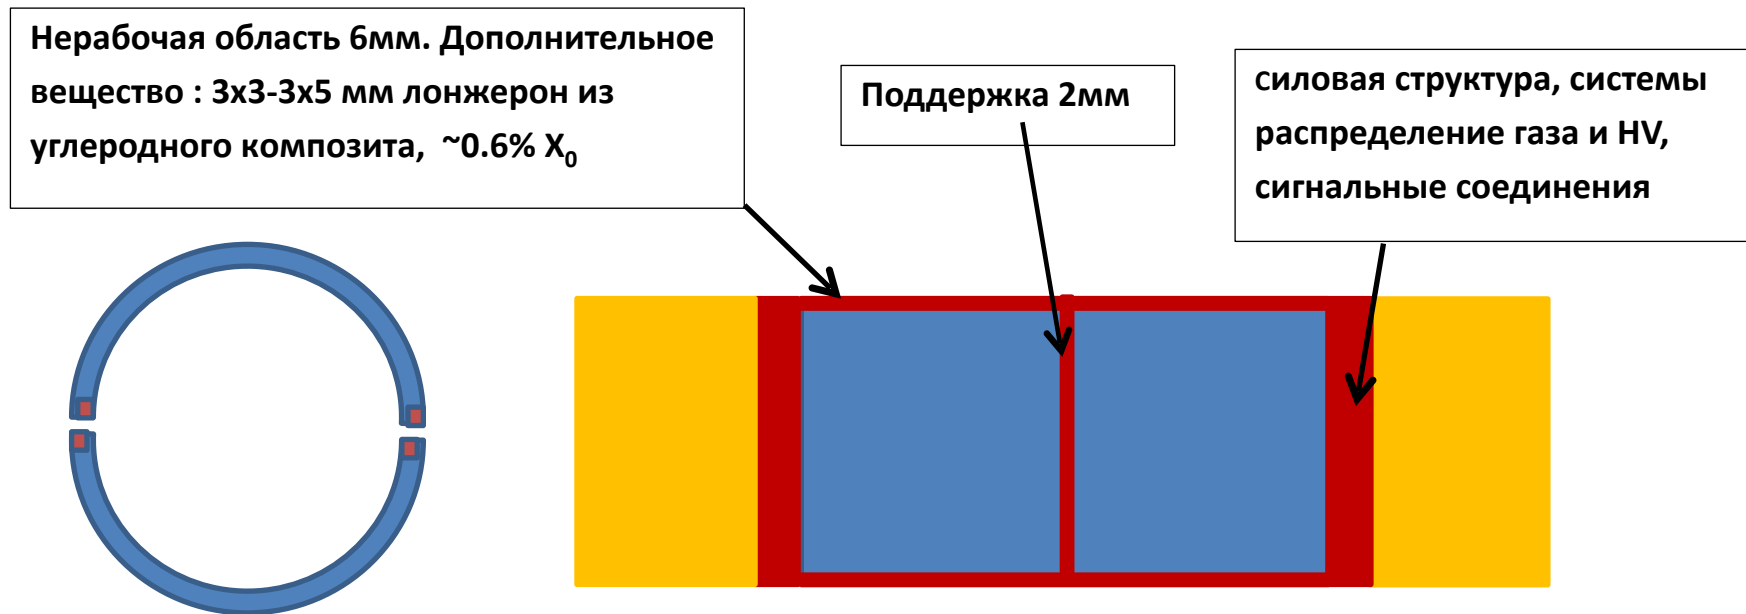 Нерабочая область 6мм. Дополнительное
вещество : 3х3-3х5 мм лонжерон из
углеродного композита, ~0.6% X₀
Поддержка 2мм
силовая структура, системы
распределение газа и HV,
сигнальные соединения